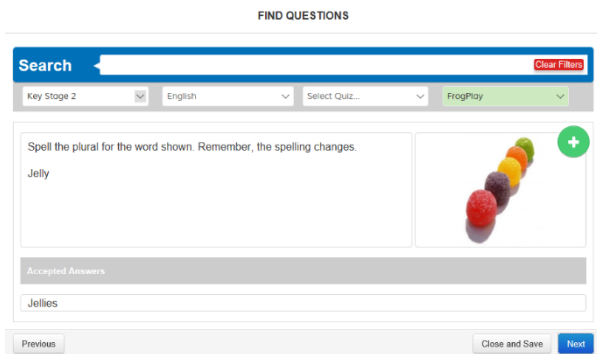 FIND QUESTIONS
Search
Clear Filters
Key Stage 2
English
Select Quiz...
FrogPlay
Spell the plural for the word shown. Remember, the spelling changes.
Jelly
Accepted Answers
Jellies
Previous
Close and Save
Next